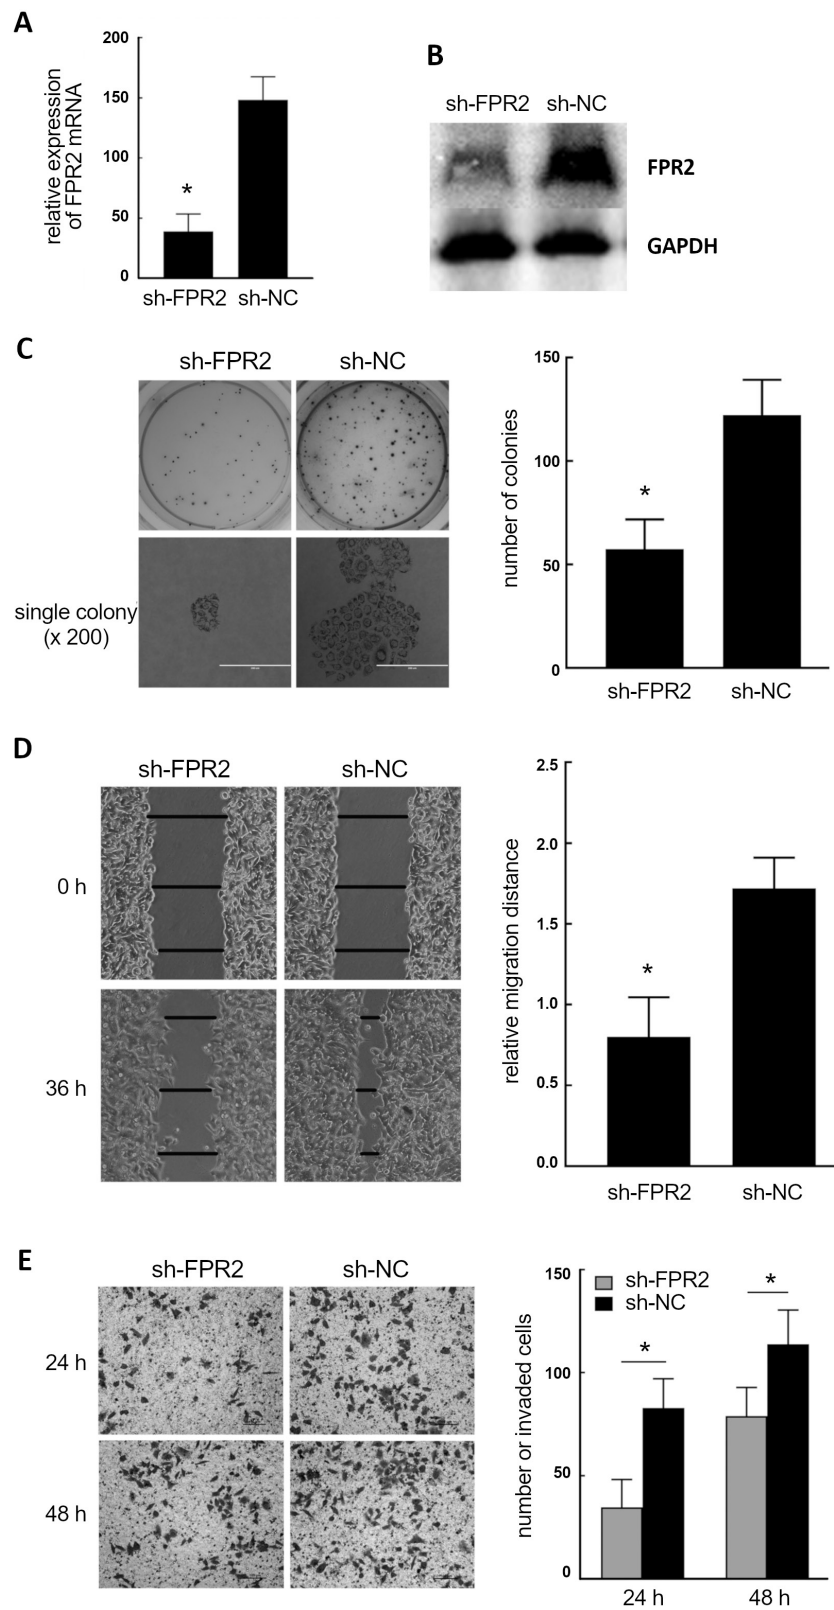 A
relative expression
of FPR2 mRNA
200
150
100
50
0
*
sh-FPR2 sh-NC
B
sh-FPR2 sh-NC
FPR2
GAPDH
C
sh-FPR2 sh-NC
single colony
(x 200)
number of colonies
150
100
50
0
*
sh-FPR2 sh-NC
D
sh-FPR2 sh-NC
0 h
36 h
relative migration distance
2.5
2.0
1.5
1.0
0.5
0.0
*
sh-FPR2 sh-NC
E
sh-FPR2 sh-NC
24 h
48 h
number or invaded cells
150
100
50
0
sh-FPR2
sh-NC
*
*
24 h 48 h